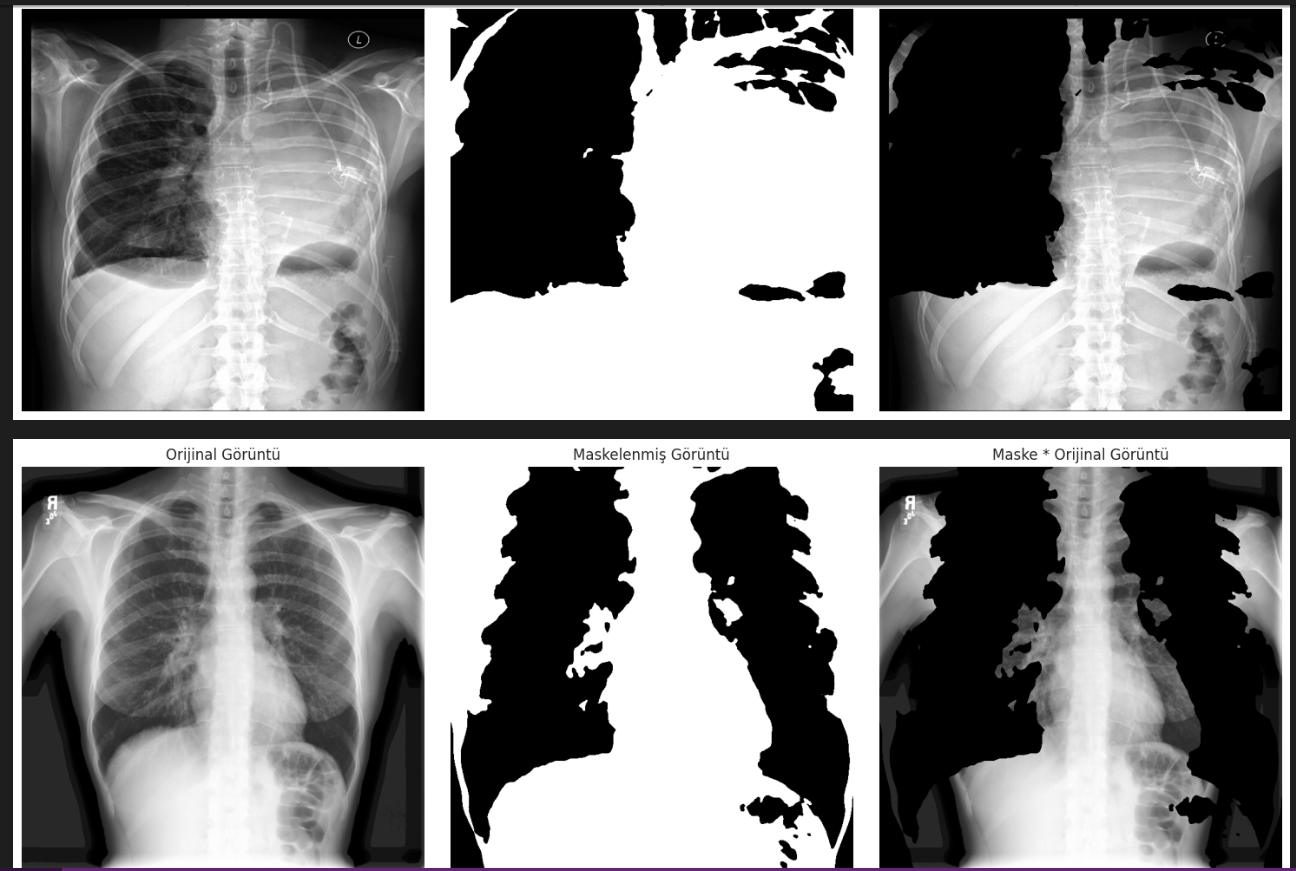 L
Orijinal Görüntü
Maskelenmiş Görüntü
Maske * Orijinal Görüntü
R
R